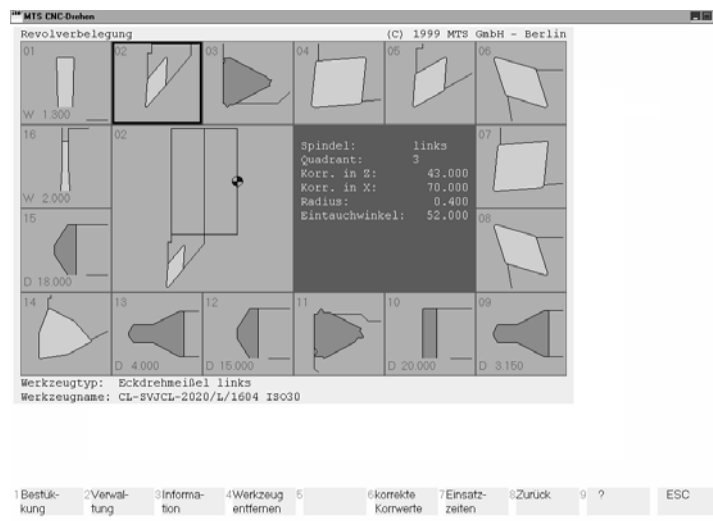 MTS CNC-Drehen
Revolverbelegung (C) 1999 MTS GmbH - Berlin
01 02 03 04 05 06
W 1.300
16 02 07
Spindel: links
Quadrant: 3
Korr. in Z: 43.000
Korr. in X: 70.000
Radius: 0.400
Eintauchwinkel: 52.000
W 2.000
15 08
D 18.000
14 13 12 11 10 09
D 4.000 D 15.000 D 20.000 D 3.150
Werkzeugtyp: Eckdrehmeißel links
Werkzeugname: CL-SVJCL-2020/L/1604 ISO30
1 Bestük- 2 Verwal- 3 Informa- 4 Werkzeug 5 6 korrekte 7 Einsatz- 8 Zurück 9 ? ESC
kung tung tion entfernen Korrwerte zeiten